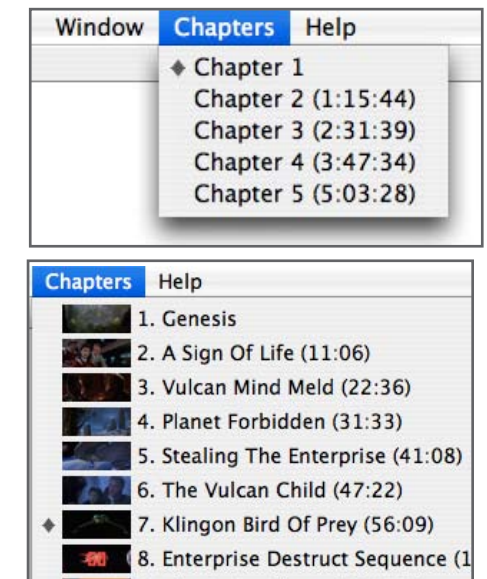 Window Chapters Help
Chapter 1
Chapter 2 (1:15:44)
Chapter 3 (2:31:39)
Chapter 4 (3:47:34)
Chapter 5 (5:03:28)
Chapters Help
1. Genesis
2. A Sign Of Life (11:06)
3. Vulcan Mind Meld (22:36)
4. Planet Forbidden (31:33)
5. Stealing The Enterprise (41:08)
6. The Vulcan Child (47:22)
7. Klingon Bird Of Prey (56:09)
8. Enterprise Destruct Sequence (1